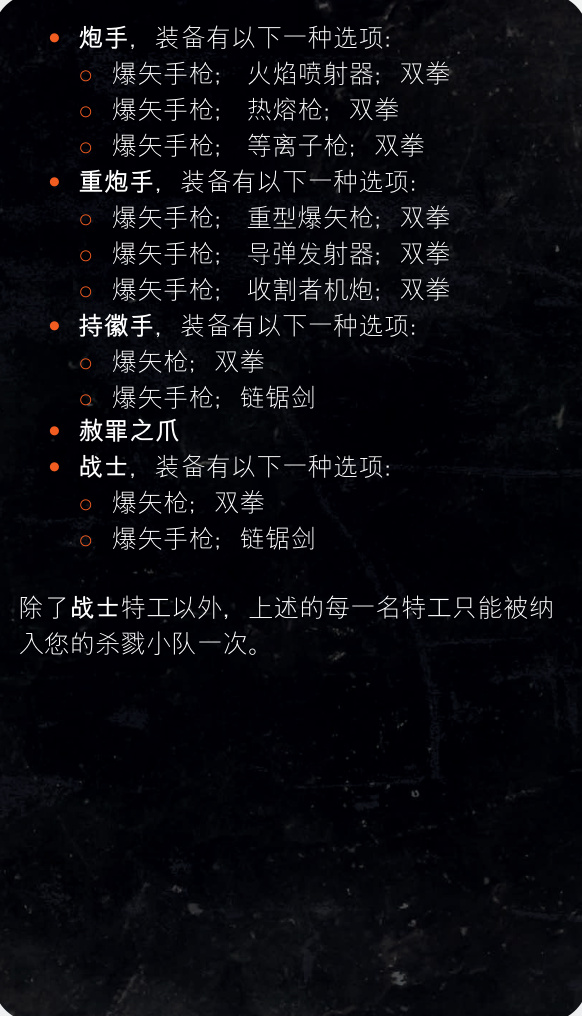 • 炮手，装备有以下一种选项：
○ 爆矢手枪； 火焰喷射器；双拳
○ 爆矢手枪； 热熔枪；双拳
○ 爆矢手枪； 等离子枪；双拳
• 重炮手，装备有以下一种选项：
○ 爆矢手枪； 重型爆矢枪；双拳
○ 爆矢手枪； 导弹发射器；双拳
○ 爆矢手枪； 收割者机炮；双拳
• 持徽手，装备有以下一种选项：
○ 爆矢枪；双拳
○ 爆矢手枪；链锯剑
• 赦罪之爪
• 战士，装备有以下一种选项：
○ 爆矢枪；双拳
○ 爆矢手枪；链锯剑
除了战士特工以外，上述的每一名特工只能被纳
入您的杀戮小队一次。